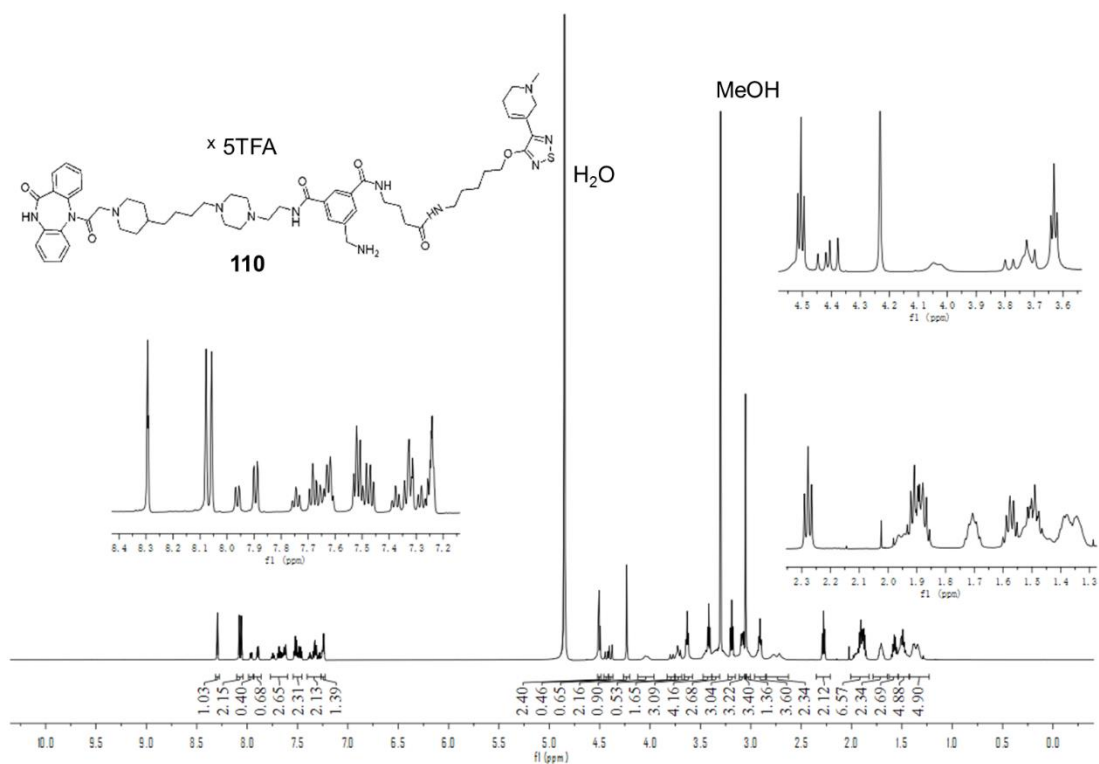 MeOH
H₂O
x 5TFA
N
N
S
N
O
O
NH
O
N
N
N
N
N
H
O
O
HN
O
NH₂
O
HN
110
4.5 4.4 4.3 4.2 4.1 4.0 3.9 3.8 3.7 3.6
f1 (ppm)
8.4 8.3 8.2 8.1 8.0 7.9 7.8 7.7 7.6 7.5 7.4 7.3 7.2
f1 (ppm)
2.3 2.2 2.1 2.0 1.9 1.8 1.7 1.6 1.5 1.4 1.3
f1 (ppm)
1.03 2.15 0.40 0.68 2.65 2.31 2.13 1.39 2.40 0.46 0.65 2.16 0.90 0.53 1.65 3.09 4.16 2.68 3.04 3.22 3.40 1.36 3.60 2.34 2.12 6.57 2.34 2.69 4.88 4.90
10.0 9.5 9.0 8.5 8.0 7.5 7.0 6.5 6.0 5.5 5.0 4.5 4.0 3.5 3.0 2.5 2.0 1.5 1.0 0.5 0.0
f1 (ppm)